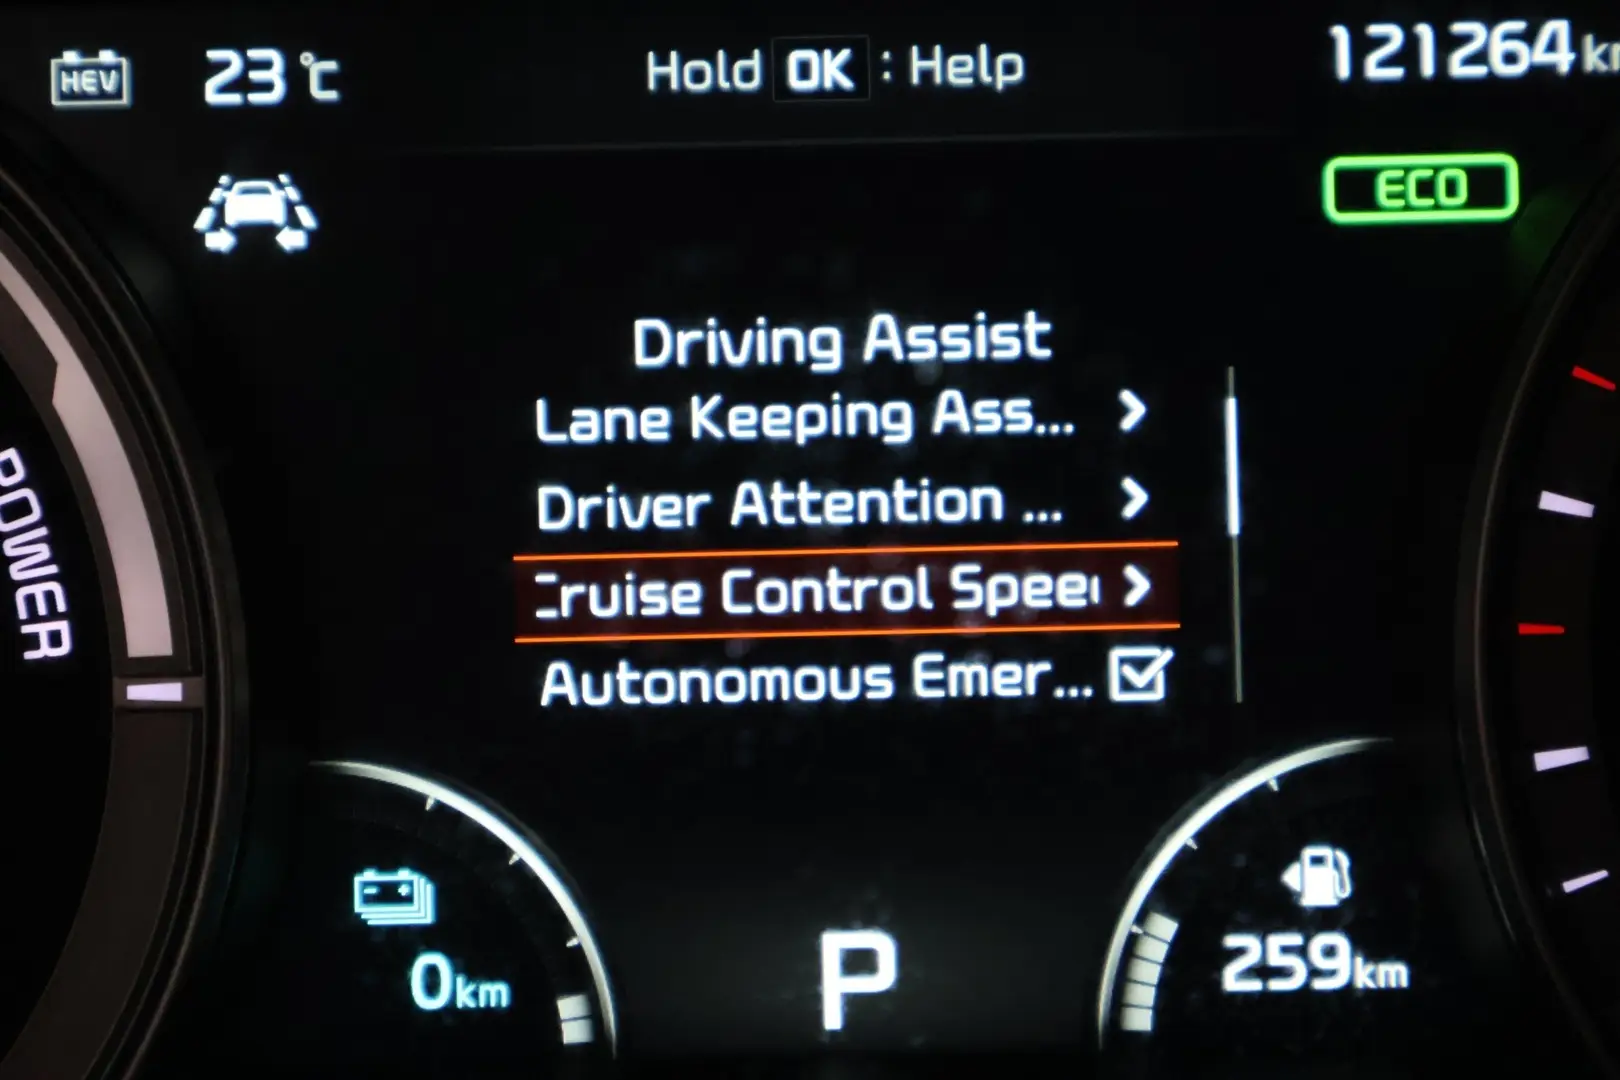 HEV 23°C Hold OK : Help 121264km
ECO
Driving Assist
Lane Keeping Ass... >
Driver Attention ... >
Cruise Control Speed >
Autonomous Emer...
POWER
0km
P
259km